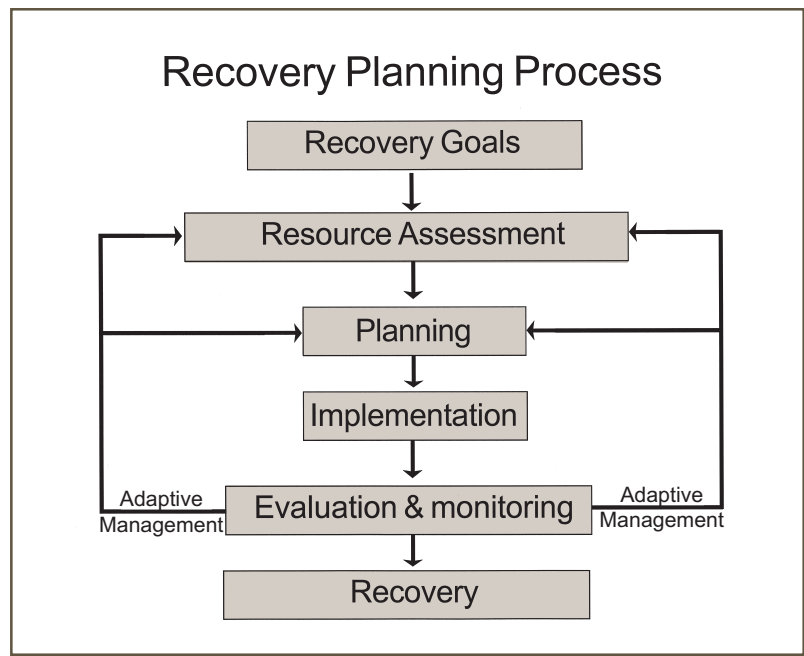 Recovery Planning Process
Recovery Goals
Resource Assessment
Planning
Implementation
Evaluation & monitoring
Adaptive
Management
Adaptive
Management
Recovery